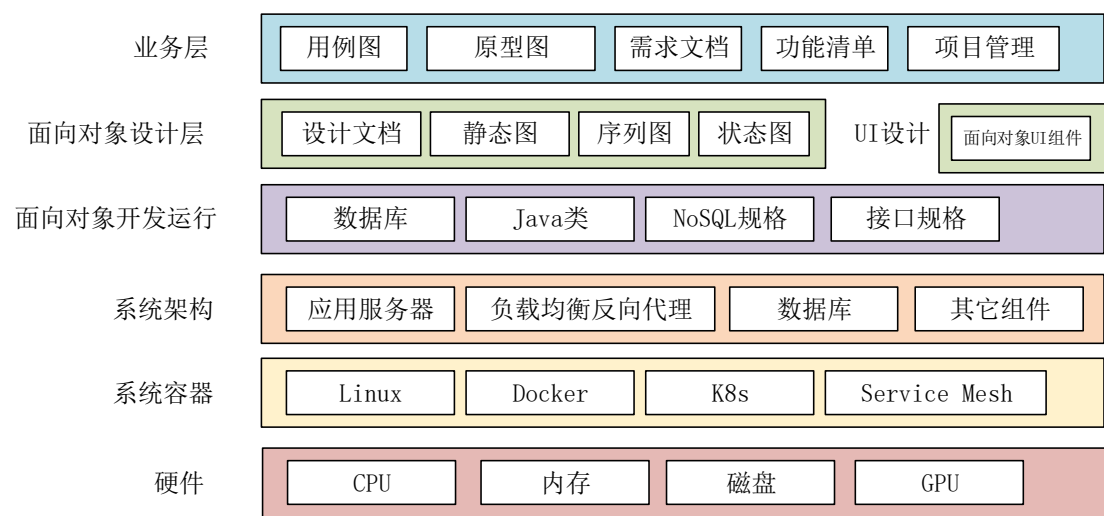 业务层 用例图 原型图 需求文档 功能清单 项目管理
面向对象设计层 设计文档 静态图 序列图 状态图 UI设计 面向对象UI组件
面向对象开发运行 数据库 Java类 NoSQL规格 接口规格
系统架构 应用服务器 负载均衡反向代理 数据库 其它组件
系统容器 Linux Docker K8s Service Mesh
硬件 CPU 内存 磁盘 GPU